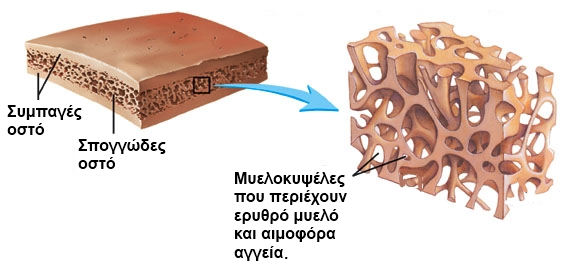 Συμπαγές
οστό
Σπογγώδες
οστό
Μυελοκυψέλες
που περιέχουν
ερυθρό μυελό
και αιμοφόρα
αγγεία.